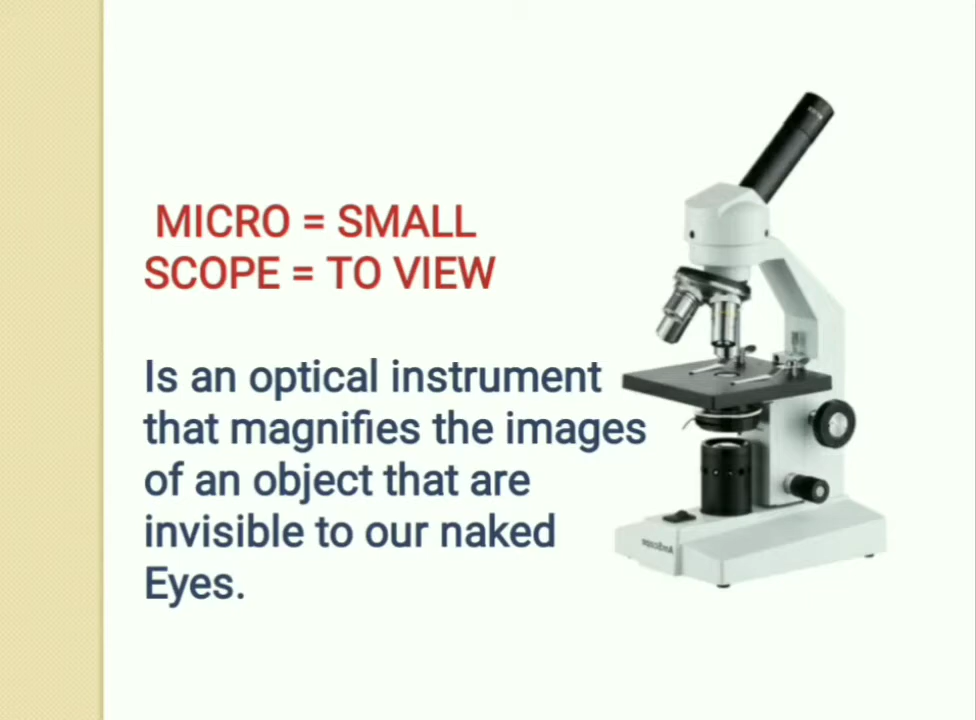 MICRO = SMALL
SCOPE = TO VIEW
Is an optical instrument
that magnifies the images
of an object that are
invisible to our naked
Eyes.